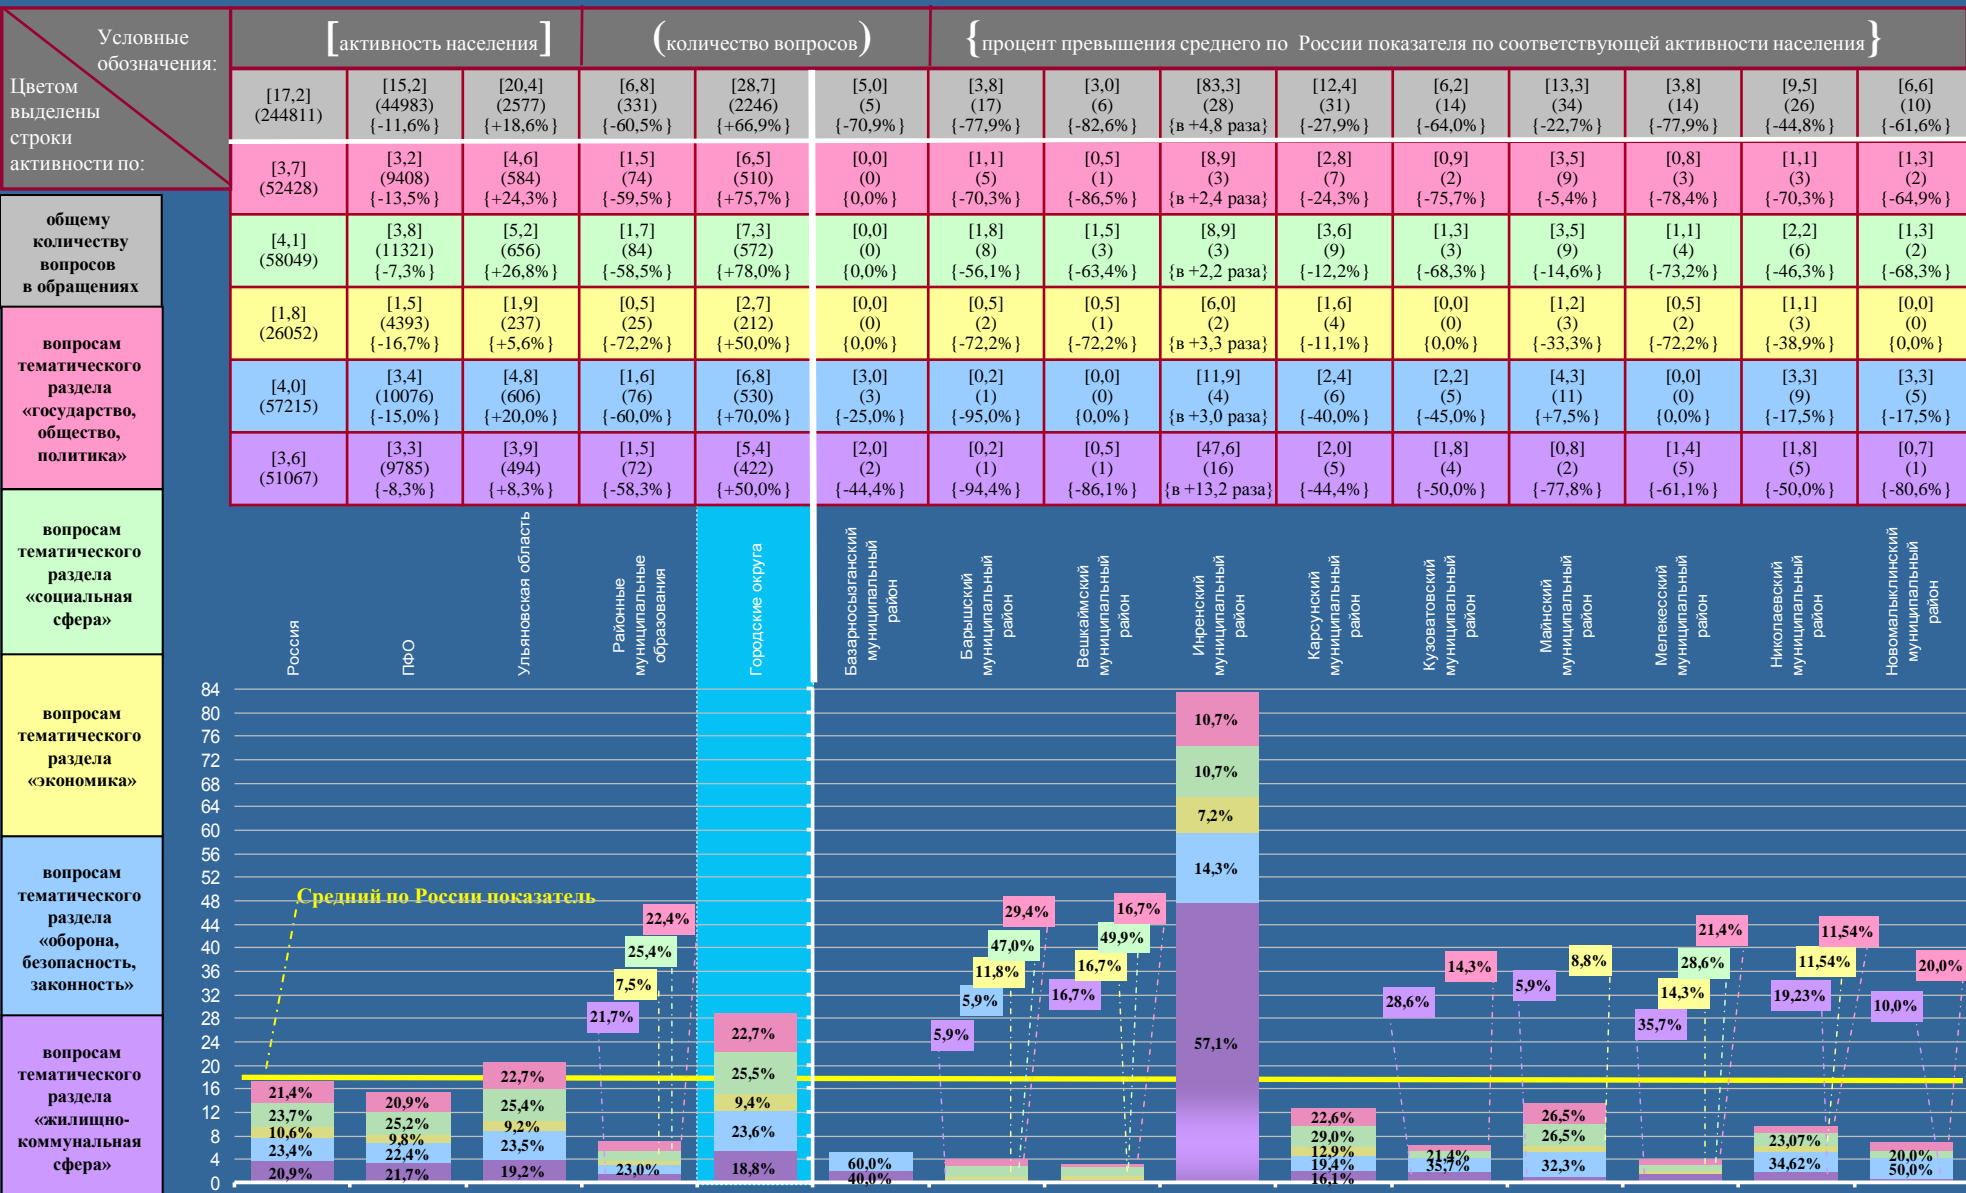 Условные
обозначения:
Цветом
выделены
строки
активности по:
[активность населения]
(количество вопросов)
{процент превышения среднего по России показателя по соответствующей активности населения}
[17,2] [15,2] [20,4] [6,8] [28,7] [5,0] [3,8] [3,0] [83,3] [12,4] [6,2] [13,3] [3,8] [9,5] [6,6]
(244811) (44983) (2577) (331) (2246) (5) (17) (6) (28) (31) (14) (34) (14) (26) (10)
{-11,6%} {+18,6%} {-60,5%} {+66,9%} {-70,9%} {-77,9%} {-82,6%} {в +4,8 раза} {-27,9%} {-64,0%} {-22,7%} {-77,9%} {-44,8%} {-61,6%}
[3,7] [3,2] [4,6] [1,5] [6,5] [0,0] [1,1] [0,5] [8,9] [2,8] [0,9] [3,5] [0,8] [1,1] [1,3]
(52428) (9408) (584) (74) (510) (0) (5) (1) (3) (7) (2) (9) (3) (3) (2)
{-13,5%} {+24,3%} {-59,5%} {+75,7%} {0,0%} {-70,3%} {-86,5%} {в +2,4 раза} {-24,3%} {-75,7%} {-5,4%} {-78,4%} {-70,3%} {-64,9%}
[4,1] [3,8] [5,2] [1,7] [7,3] [0,0] [1,8] [1,5] [8,9] [3,6] [1,3] [3,5] [1,1] [2,2] [1,3]
(58049) (11321) (656) (84) (572) (0) (8) (3) (3) (9) (3) (9) (4) (6) (2)
{-7,3%} {+26,8%} {-58,5%} {+78,0%} {0,0%} {-56,1%} {-63,4%} {в +2,2 раза} {-12,2%} {-68,3%} {-14,6%} {-73,2%} {-46,3%} {-68,3%}
[1,8] [1,5] [1,9] [0,5] [2,7] [0,0] [0,5] [0,5] [6,0] [1,6] [0,0] [1,2] [0,5] [1,1] [0,0]
(26052) (4393) (237) (25) (212) (0) (2) (1) (2) (4) (0) (3) (2) (3) (0)
{-16,7%} {+5,6%} {-72,2%} {+50,0%} {0,0%} {-72,2%} {-72,2%} {в +3,3 раза} {-11,1%} {0,0%} {-33,3%} {-72,2%} {-38,9%} {0,0%}
[4,0] [3,4] [4,8] [1,6] [6,8] [3,0] [0,2] [0,0] [11,9] [2,4] [2,2] [4,3] [0,0] [3,3] [3,3]
(57215) (10076) (606) (76) (530) (3) (1) (0) (4) (6) (5) (11) (0) (9) (5)
{-15,0%} {+20,0%} {-60,0%} {+70,0%} {-25,0%} {-95,0%} {0,0%} {в +3,0 раза} {-40,0%} {-45,0%} {+7,5%} {0,0%} {-17,5%} {-17,5%}
[3,6] [3,3] [3,9] [1,5] [5,4] [2,0] [0,2] [0,5] [47,6] [2,0] [1,8] [0,8] [1,4] [1,8] [0,7]
(51067) (9785) (494) (72) (422) (2) (1) (1) (16) (5) (4) (2) (5) (5) (1)
{-8,3%} {+8,3%} {-58,3%} {+50,0%} {-44,4%} {-94,4%} {-86,1%} {в +13,2 раза} {-44,4%} {-50,0%} {-77,8%} {-61,1%} {-50,0%} {-80,6%}
общему
количеству
вопросов
в обращениях
вопросам
тематического
раздела
«государство,
общество,
политика»
вопросам
тематического
раздела
«социальная
сфера»
вопросам
тематического
раздела
«экономика»
вопросам
тематического
раздела
«оборона,
безопасность,
законность»
вопросам
тематического
раздела
«жилищно-
коммунальная
сфера»
Россия
ПФО
Ульяновская область
Районные
муниципальные
образования
Городские округа
Базарносызганский
муниципальный
район
Барышский
муниципальный
район
Вешкаймский
муниципальный
район
Инренский
муниципальный
район
Карсунский
муниципальный
район
Кузоватовский
муниципальный
район
Майнский
муниципальный
район
Мелекесский
муниципальный
район
Николаевский
муниципальный
район
Новомалыклинский
муниципальный
район
84
80
76
72
68
64
60
56
52
48
44
40
36
32
28
24
20
16
12
8
4
0
Средний по России показатель
21,4%
23,7%
10,6%
23,4%
20,9%
20,9%
25,2%
9,8%
22,4%
21,7%
22,7%
25,4%
9,2%
23,5%
19,2%
22,4%
25,4%
7,5%
21,7%
23,0%
22,7%
25,5%
9,4%
23,6%
18,8%
60,0%
40,0%
29,4%
47,0%
11,8%
5,9%
5,9%
16,7%
49,9%
16,7%
16,7%
10,7%
10,7%
7,2%
14,3%
57,1%
22,6%
29,0%
12,9%
19,4%
16,1%
14,3%
28,6%
21,4%
35,7%
8,8%
5,9%
26,5%
26,5%
32,3%
21,4%
28,6%
14,3%
35,7%
11,54%
11,54%
19,23%
23,07%
34,62%
20,0%
10,0%
20,0%
50,0%